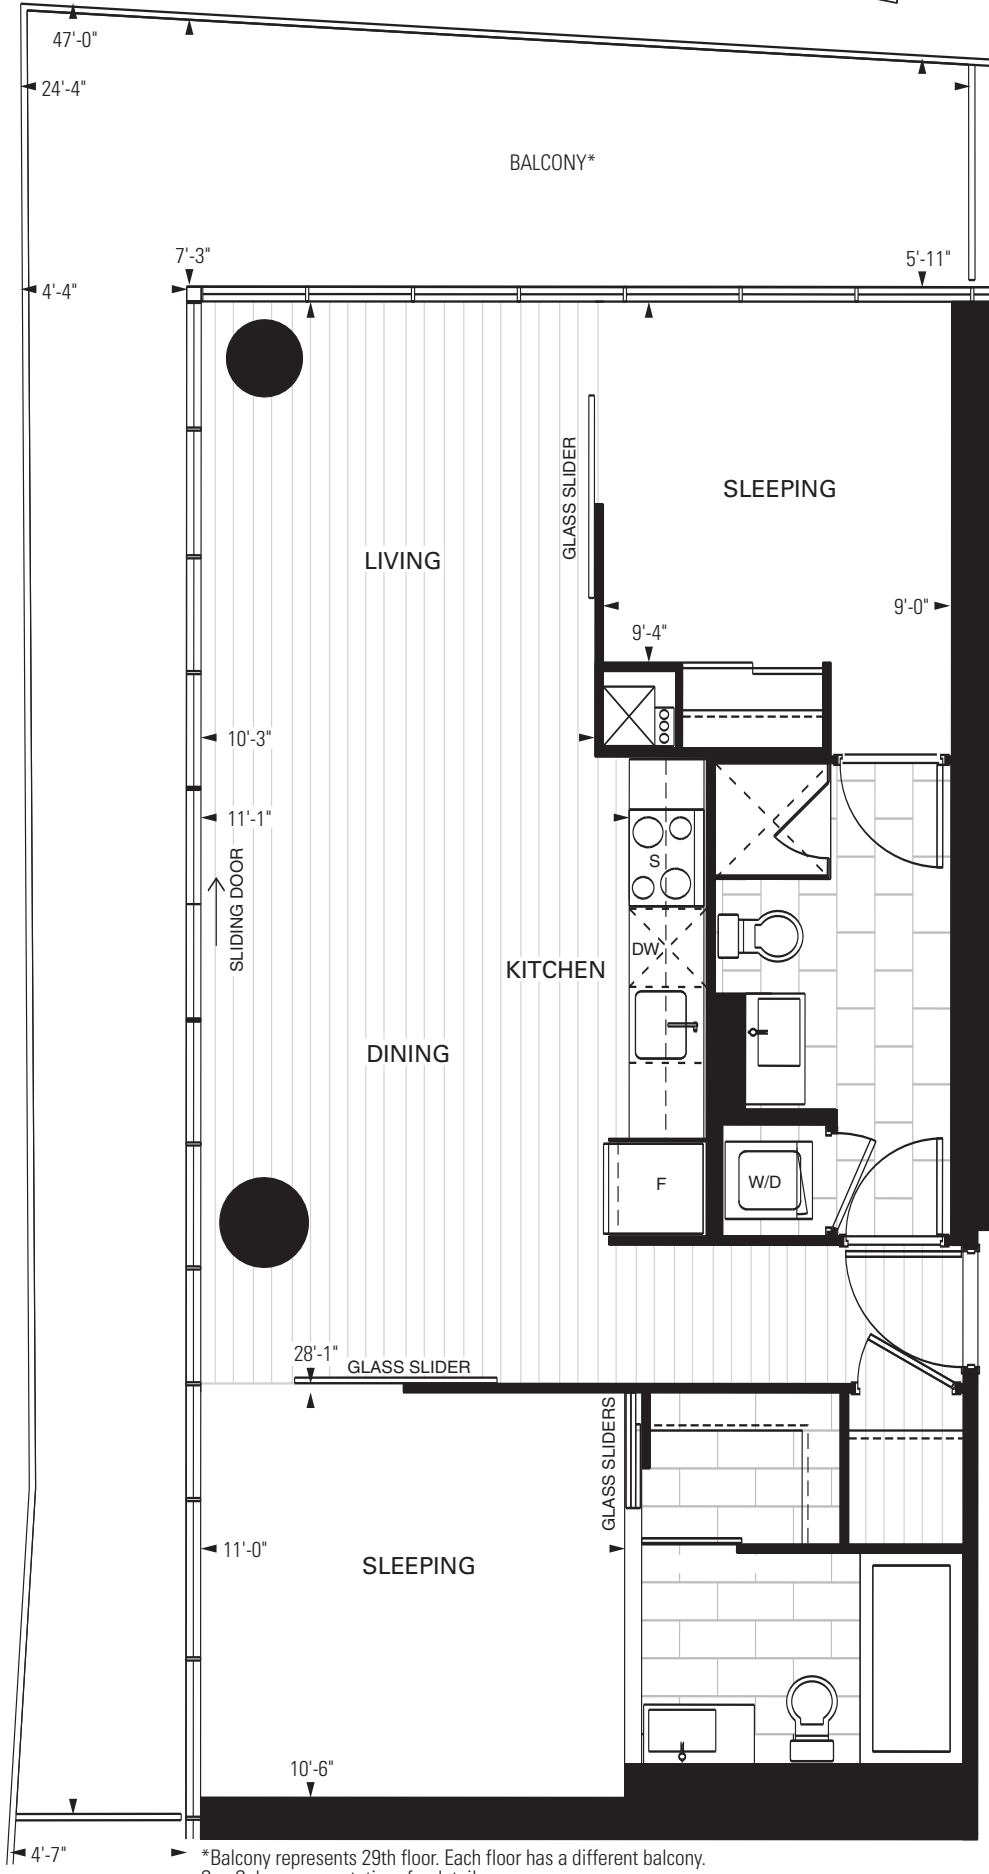 47'-0"
24'-4"
BALCONY*
7'-3"
5'-11"
4'-4"
GLASS SLIDER
SLEEPING
LIVING
9'-0"
9'-4"
10'-3"
11'-1"
S
SLIDING DOOR
DW
KITCHEN
DINING
F
W/D
28'-1"
GLASS SLIDER
GLASS SLIDERS
11'-0"
SLEEPING
10'-6"
4'-7"
*Balcony represents 29th floor. Each floor has a different balcony.